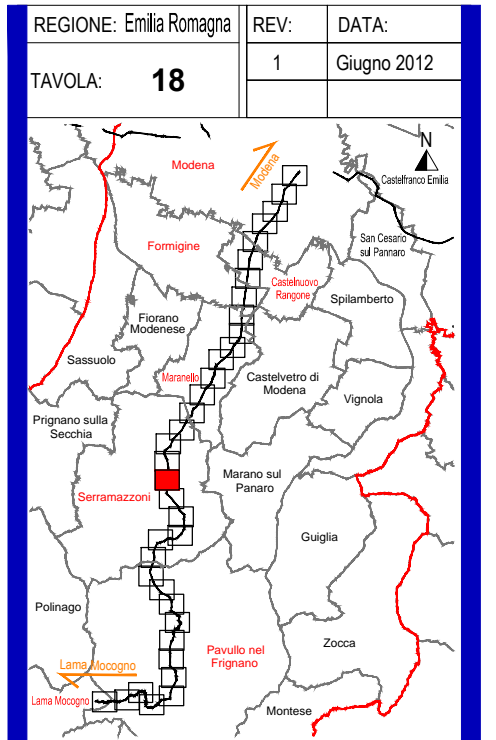 REGIONE: Emilia Romagna
REV:
DATA:
TAVOLA: 18
1
Giugno 2012
Modena
Modena
N
Castelfranco Emilia
San Cesario
sul Pannaro
Formigine
Castelnuovo
Rangone
Spilamberto
Fiorano
Modenese
Sassuolo
Maranello
Castelvetro di
Modena
Vignola
Prignano sulla
Secchia
Marano sul
Panaro
Serramazzoni
Guiglia
Polinago
Zocca
Pavullo nel
Frignano
Lama Mocogno
Lama Mocogno
Montese